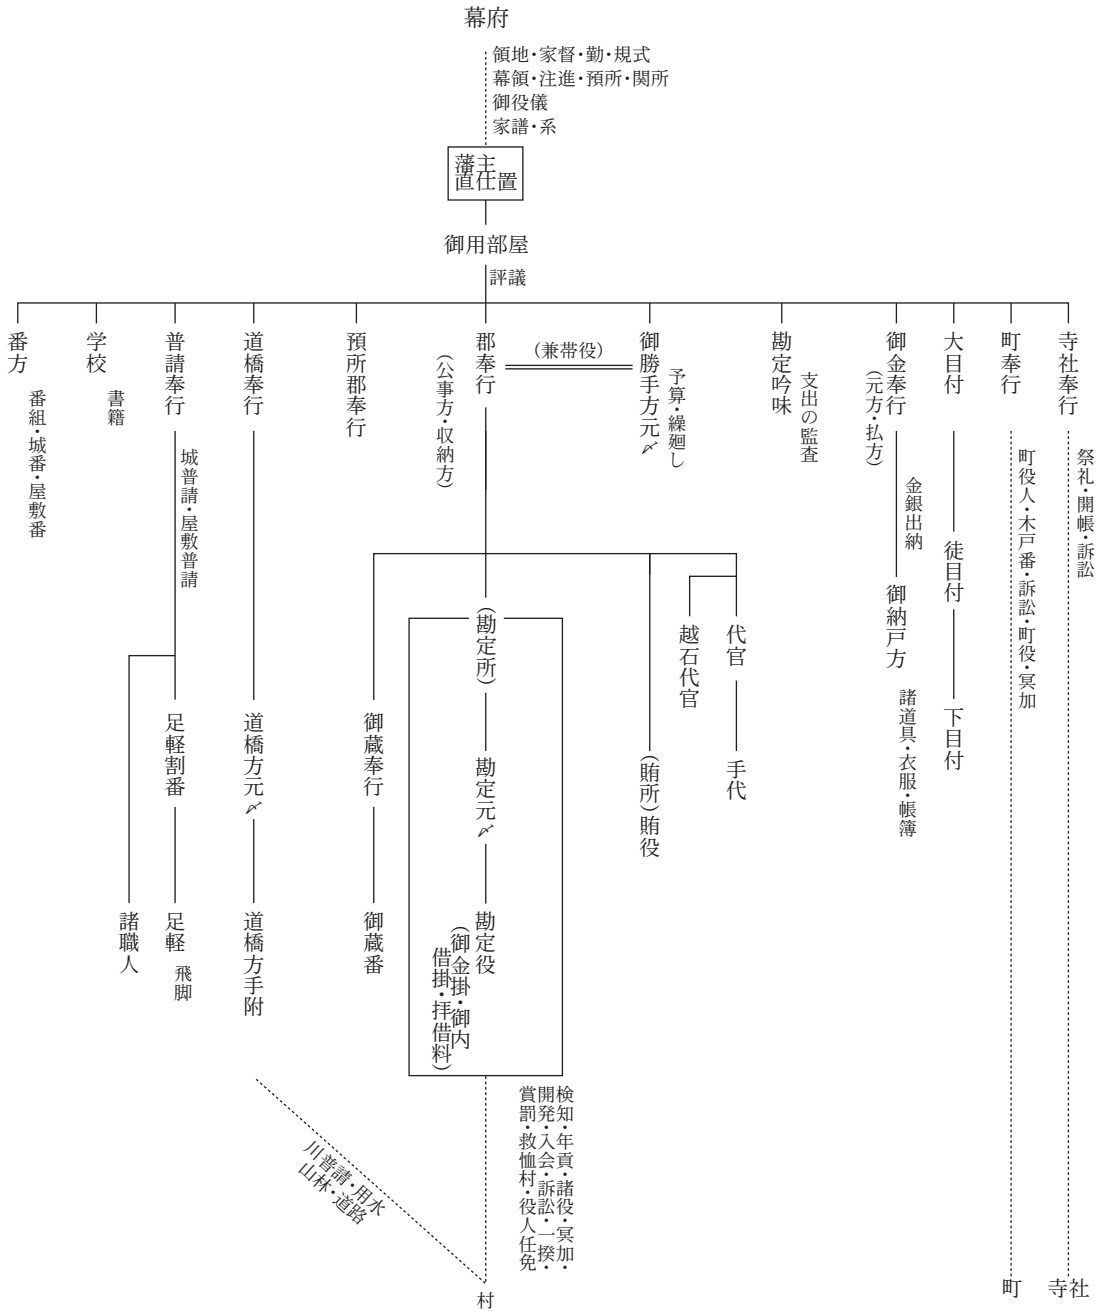 幕府
領地・家督・勤・規式
幕領・注進・預所・関所
御役儀
家譜・系
藩主
直仕置
御用部屋
評議
寺社奉行
祭礼・開帳・訴訟
町奉行
町役人・木戸番・訴訟・町役・冥加
大目付
徒目付
下目付
御金奉行
(元方・払方)
金銀出納
御納戸方
諸道具・衣服・帳簿
勘定吟味
支出の監査
御勝手方元〆
予算・繰廻し
(兼帯役)
郡奉行
(公事方・収納方)
預所郡奉行
道橋奉行
普請奉行
城普請・屋敷普請
学校
書籍
番方
番組・城番・屋敷番
代官
手代
越石代官
(賄所)賄役
(勘定所)
勘定元〆
勘定役
(御金掛・御内
借掛・拝借料)
御蔵奉行
御蔵番
道橋方元〆
道橋方手附
足軽割番
足軽
飛脚
諸職人
検知・年貢・諸役・冥加・
開発・入会・訴訟・一揆・
賞罰・救恤村・役人任免
川普請・用水
山林・道路
村
町
寺社